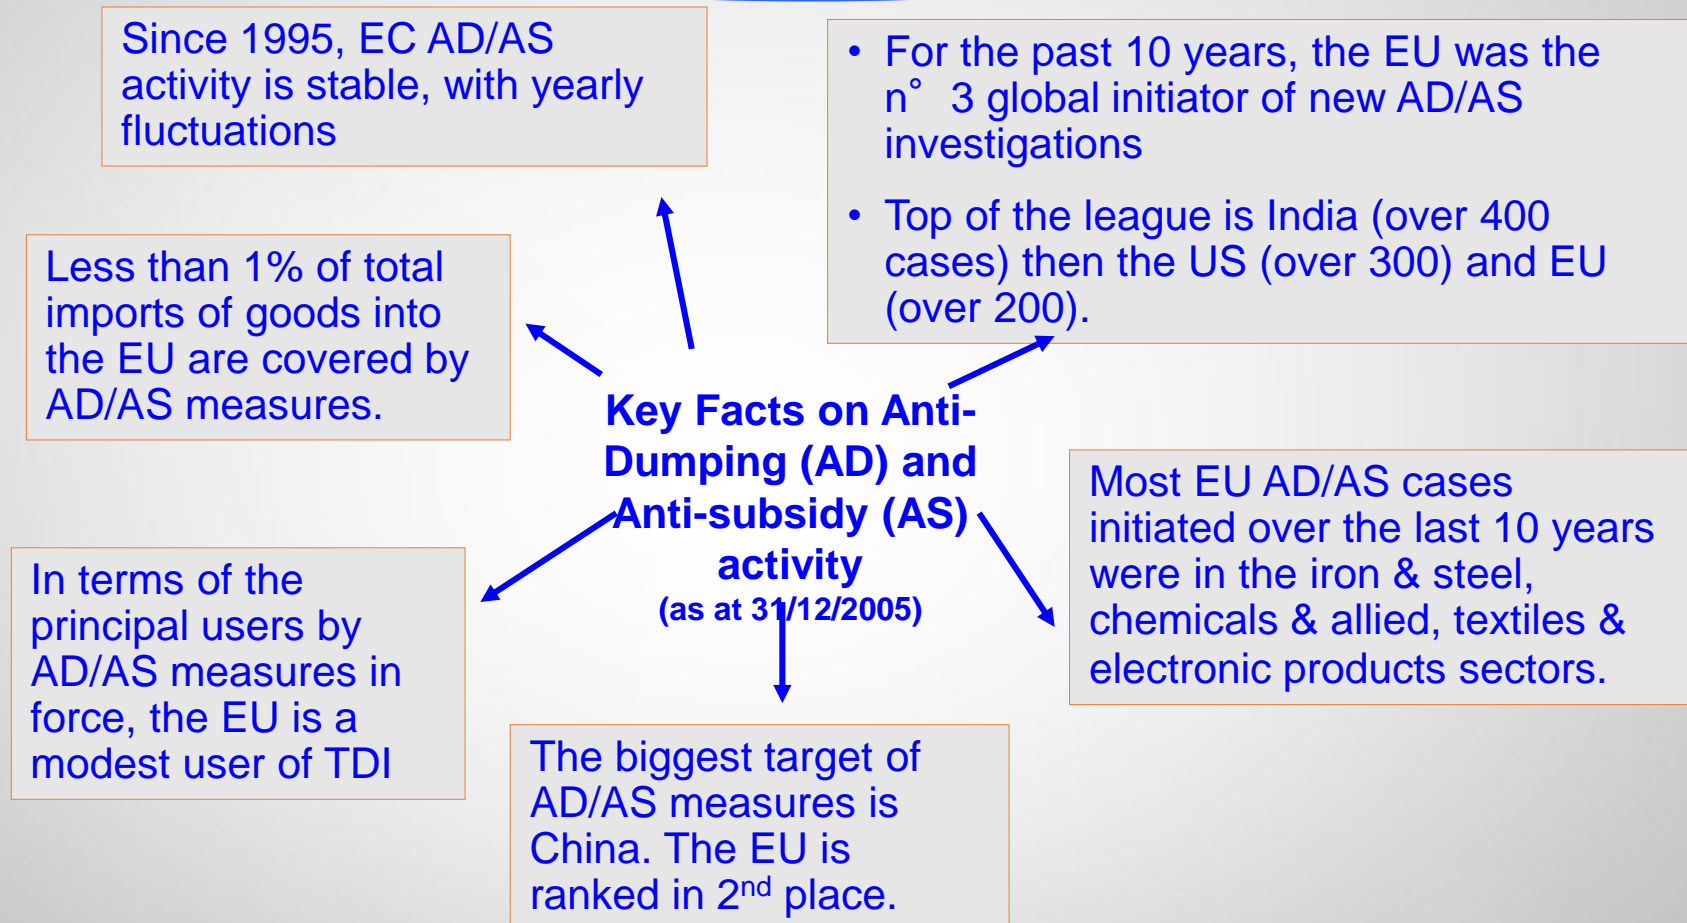 Since 1995, EC AD/AS
activity is stable, with yearly
fluctuations
• For the past 10 years, the EU was the
n° 3 global initiator of new AD/AS
investigations
• Top of the league is India (over 400
cases) then the US (over 300) and EU
(over 200).
Less than 1% of total
imports of goods into
the EU are covered by
AD/AS measures.
Key Facts on Anti-
Dumping (AD) and
Anti-subsidy (AS)
activity
(as at 31/12/2005)
Most EU AD/AS cases
initiated over the last 10 years
were in the iron & steel,
chemicals & allied, textiles &
electronic products sectors.
In terms of the
principal users by
AD/AS measures in
force, the EU is a
modest user of TDI
The biggest target of
AD/AS measures is
China. The EU is
ranked in 2nd place.